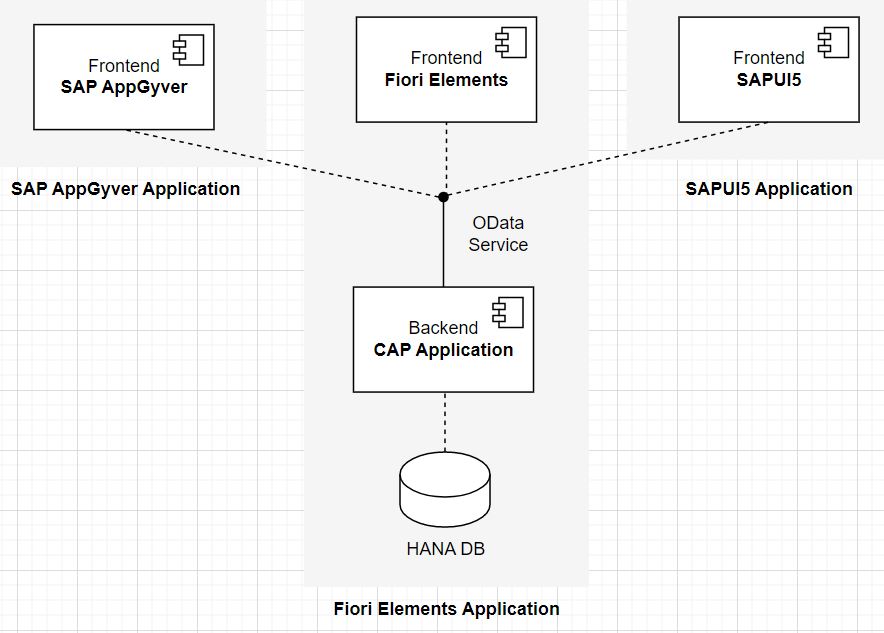 Frontend
SAP AppGyver
Frontend
Fiori Elements
Frontend
SAPUI5
SAP AppGyver Application
SAPUI5 Application
OData
Service
Backend
CAP Application
HANA DB
Fiori Elements Application